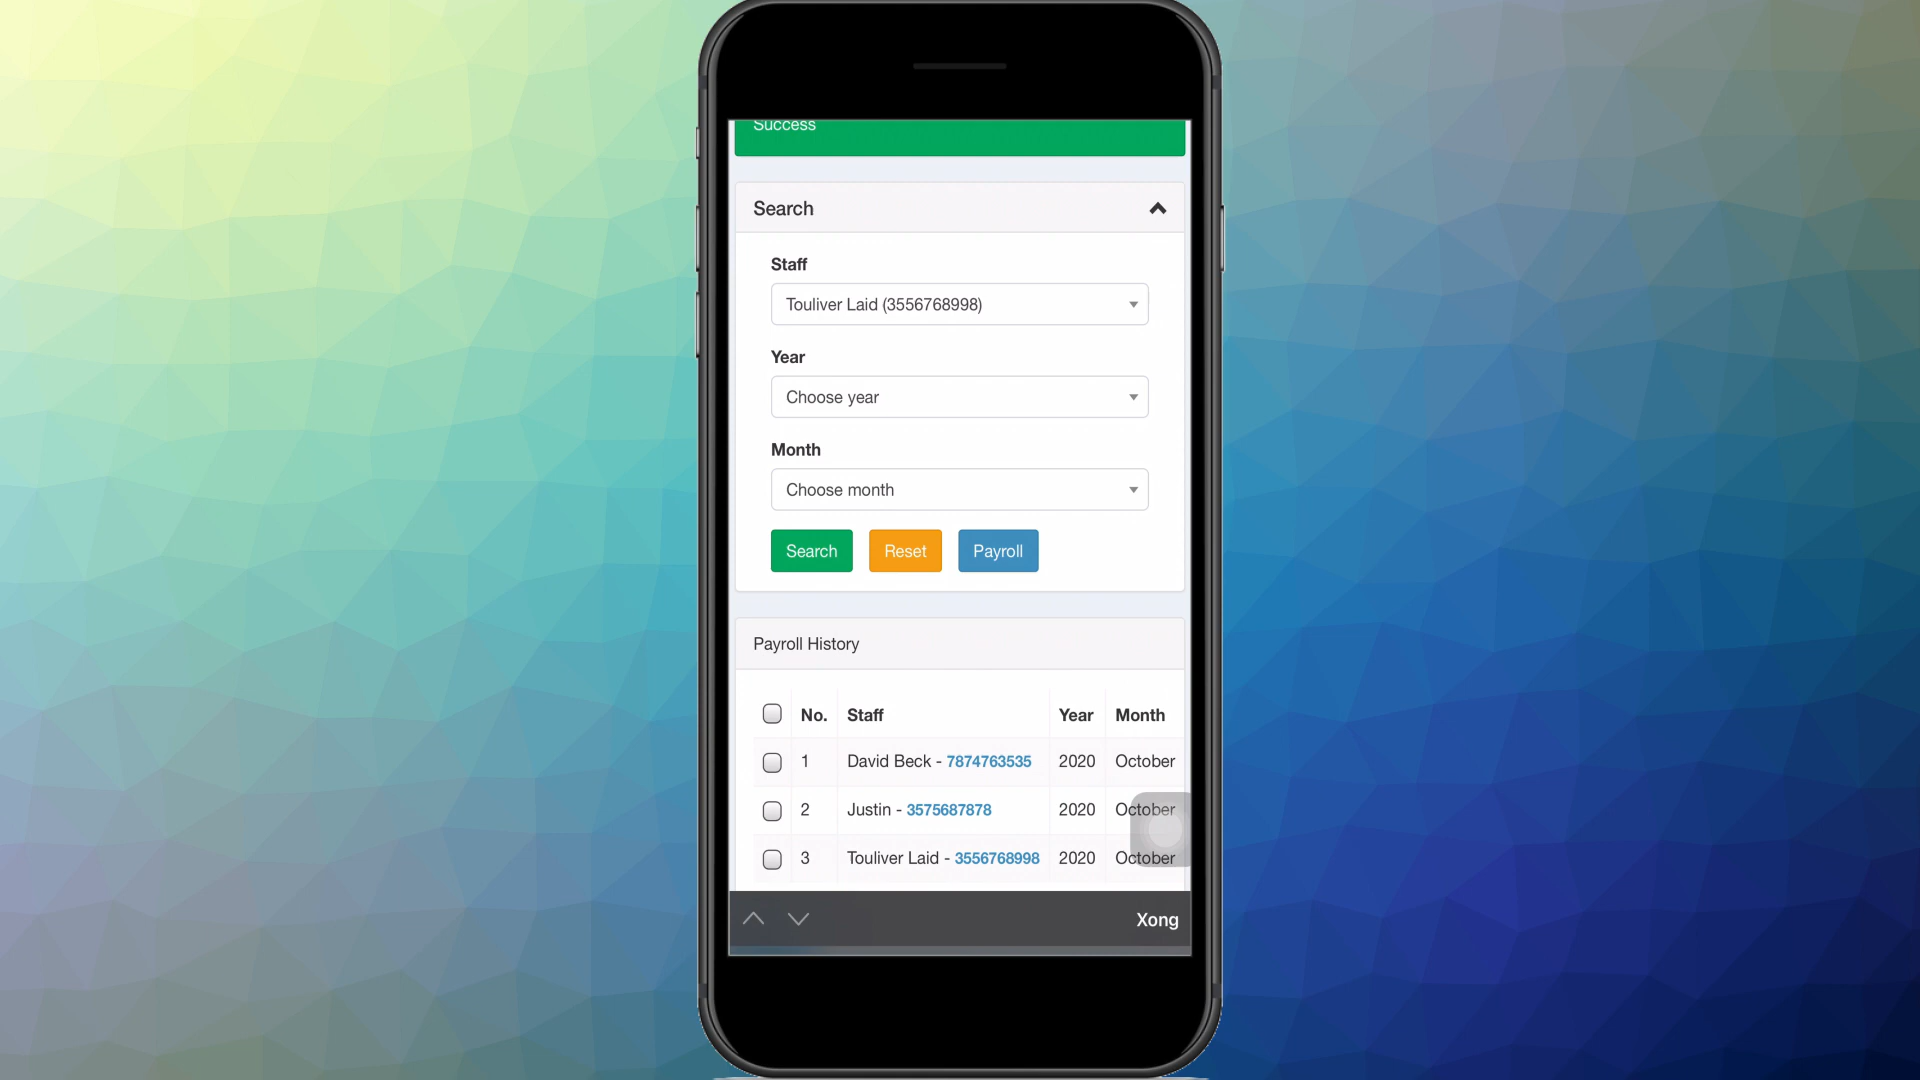 Success
Search
Staff
Touliver Laid (3556768998)
Year
Choose year
Month
Choose month
Search Reset Payroll
Payroll History
No. Staff Year Month
1 David Beck - 7874763535 2020 October
2 Justin - 3575687878 2020 October
3 Touliver Laid - 3556768998 2020 October
Xong